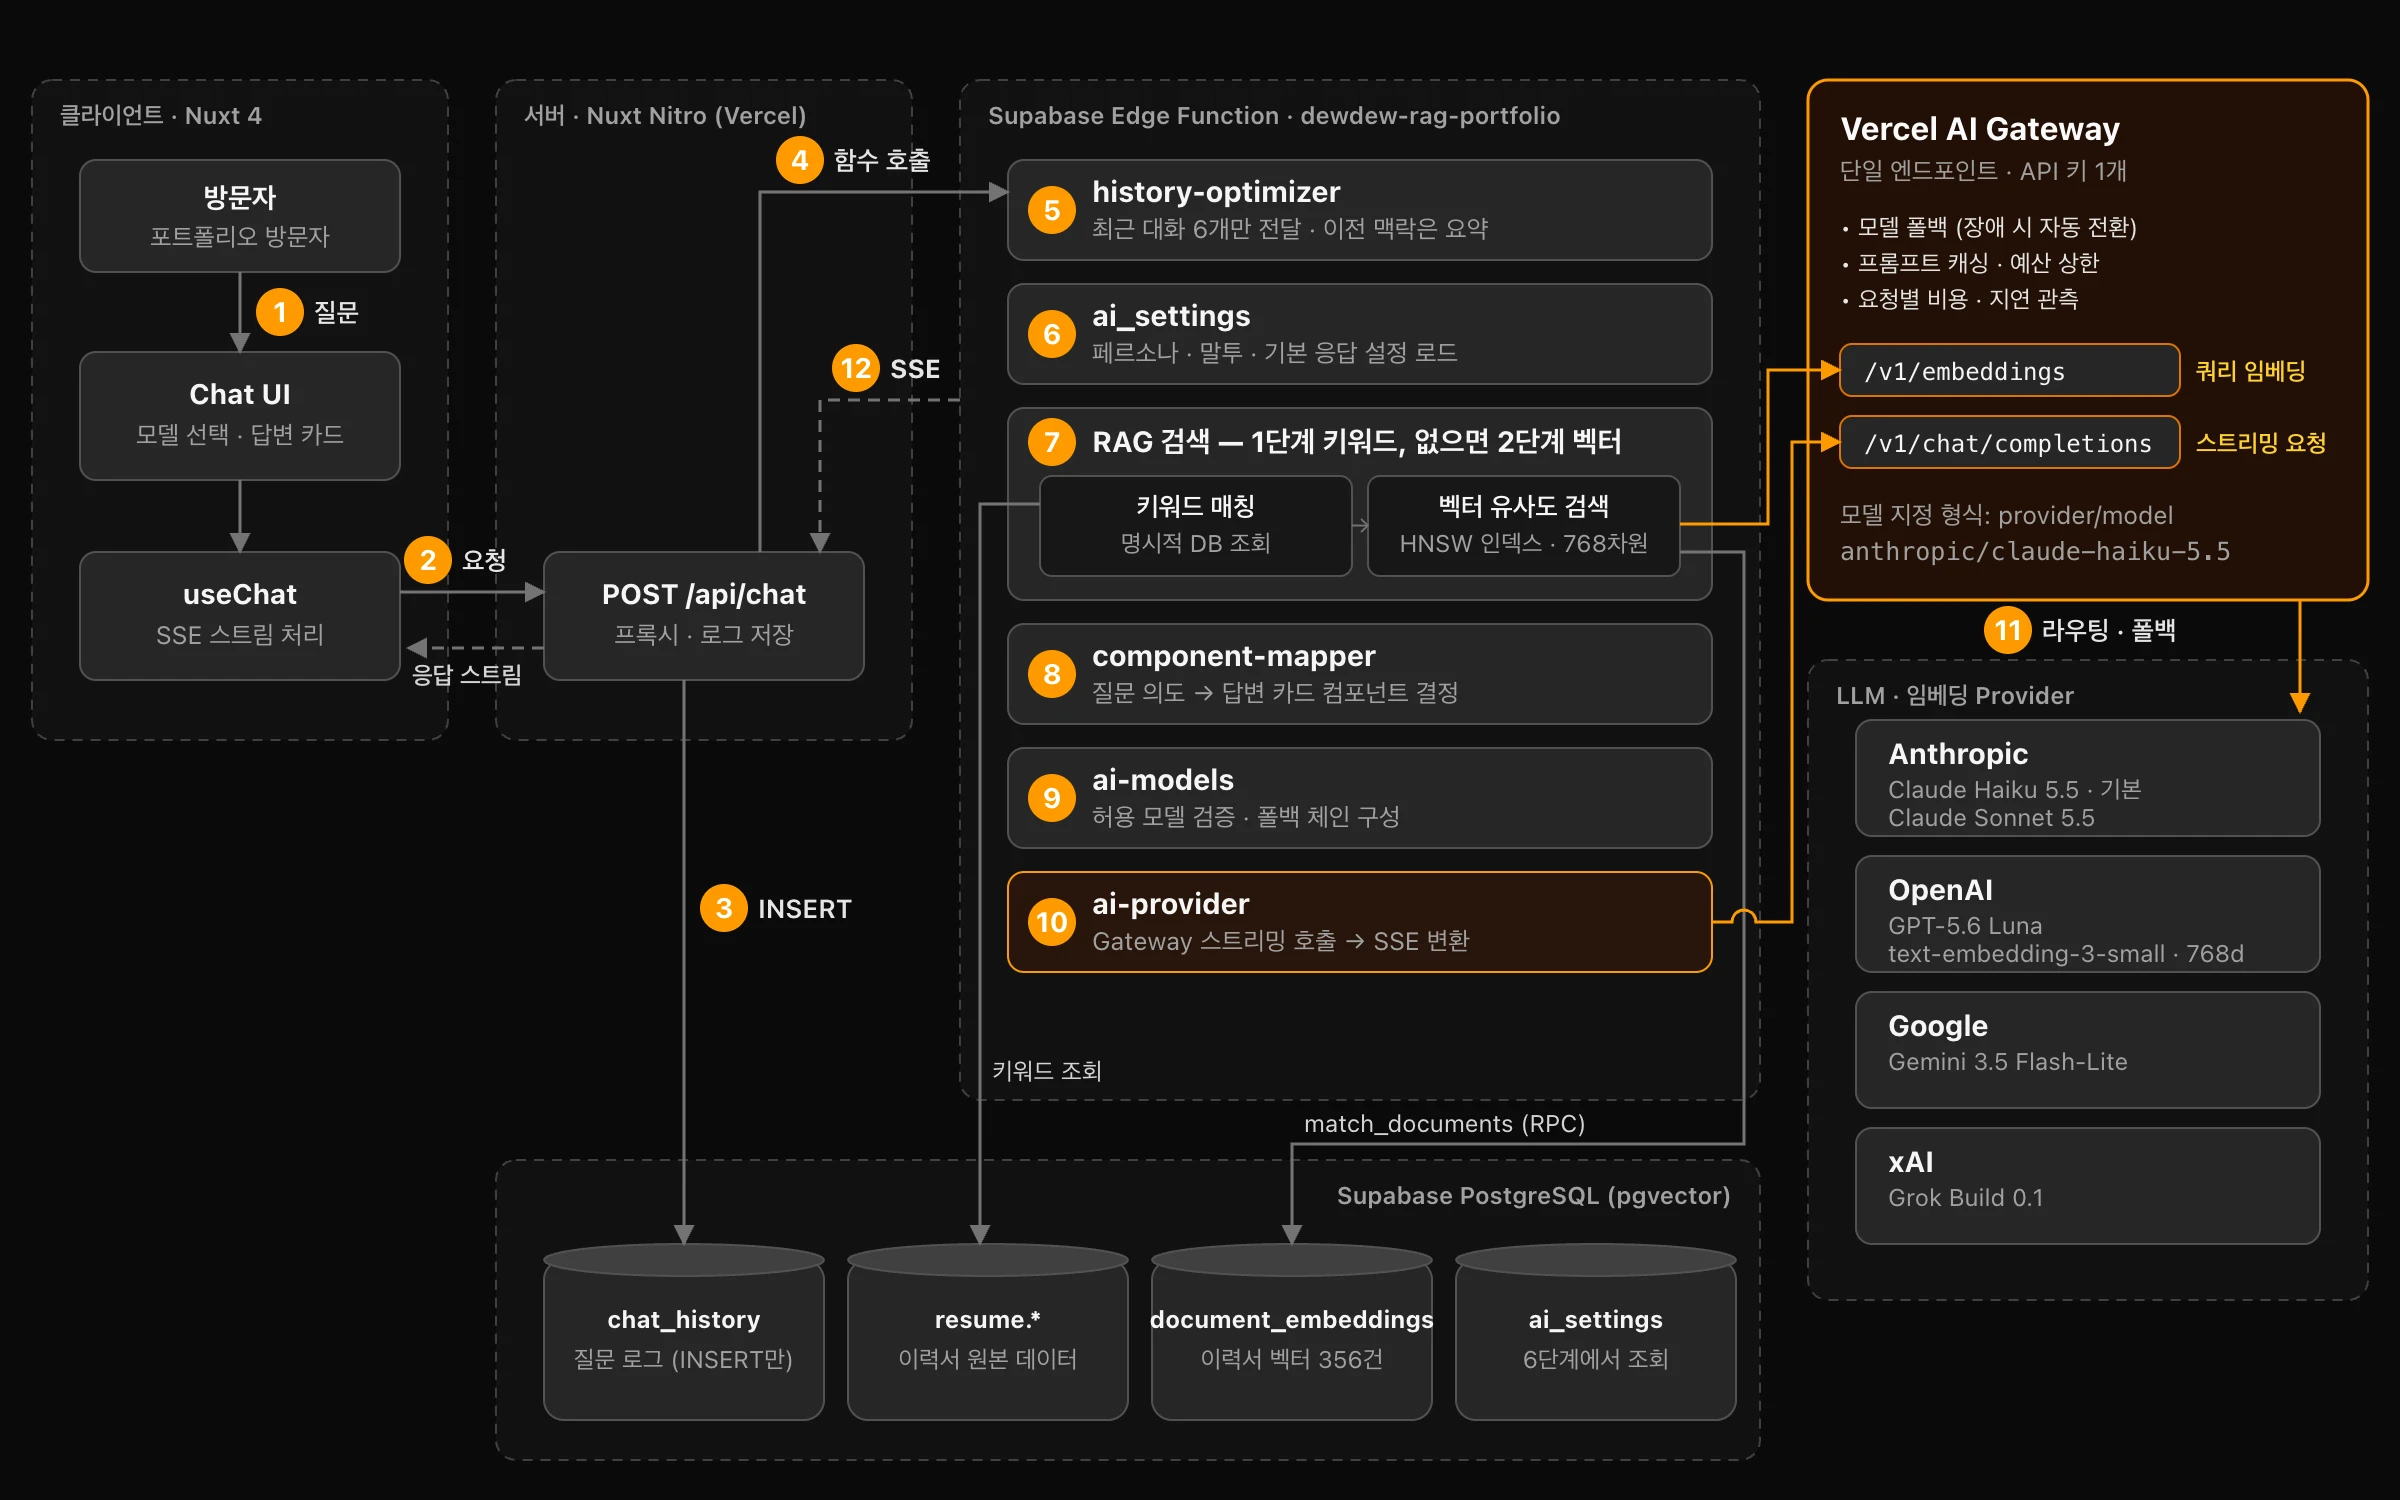 클라이언트 · Nuxt 4
방문자
포트폴리오 방문자
1 질문
Chat UI
모델 선택 · 답변 카드
useChat
SSE 스트림 처리
2 요청
응답 스트림
서버 · Nuxt Nitro (Vercel)
4 함수 호출
12 SSE
POST /api/chat
프록시 · 로그 저장
3 INSERT
Supabase Edge Function · dewdew-rag-portfolio
5 history-optimizer
최근 대화 6개만 전달 · 이전 맥락은 요약
6 ai_settings
페르소나 · 말투 · 기본 응답 설정 로드
7 RAG 검색 — 1단계 키워드, 없으면 2단계 벡터
키워드 매칭
명시적 DB 조회
→
벡터 유사도 검색
HNSW 인덱스 · 768차원
8 component-mapper
질문 의도 → 답변 카드 컴포넌트 결정
9 ai-models
허용 모델 검증 · 폴백 체인 구성
10 ai-provider
Gateway 스트리밍 호출 → SSE 변환
키워드 조회
match_documents (RPC)
Vercel AI Gateway
단일 엔드포인트 · API 키 1개
• 모델 폴백 (장애 시 자동 전환)
• 프롬프트 캐싱 · 예산 상한
• 요청별 비용 · 지연 관측
/v1/embeddings 쿼리 임베딩
/v1/chat/completions 스트리밍 요청
모델 지정 형식: provider/model
anthropic/claude-haiku-5.5
11 라우팅 · 폴백
LLM · 임베딩 Provider
Anthropic
Claude Haiku 5.5 · 기본
Claude Sonnet 5.5
OpenAI
GPT-5.6 Luna
text-embedding-3-small · 768d
Google
Gemini 3.5 Flash-Lite
xAI
Grok Build 0.1
Supabase PostgreSQL (pgvector)
chat_history
질문 로그 (INSERT만)
resume.*
이력서 원본 데이터
document_embeddings
이력서 벡터 356건
ai_settings
6단계에서 조회